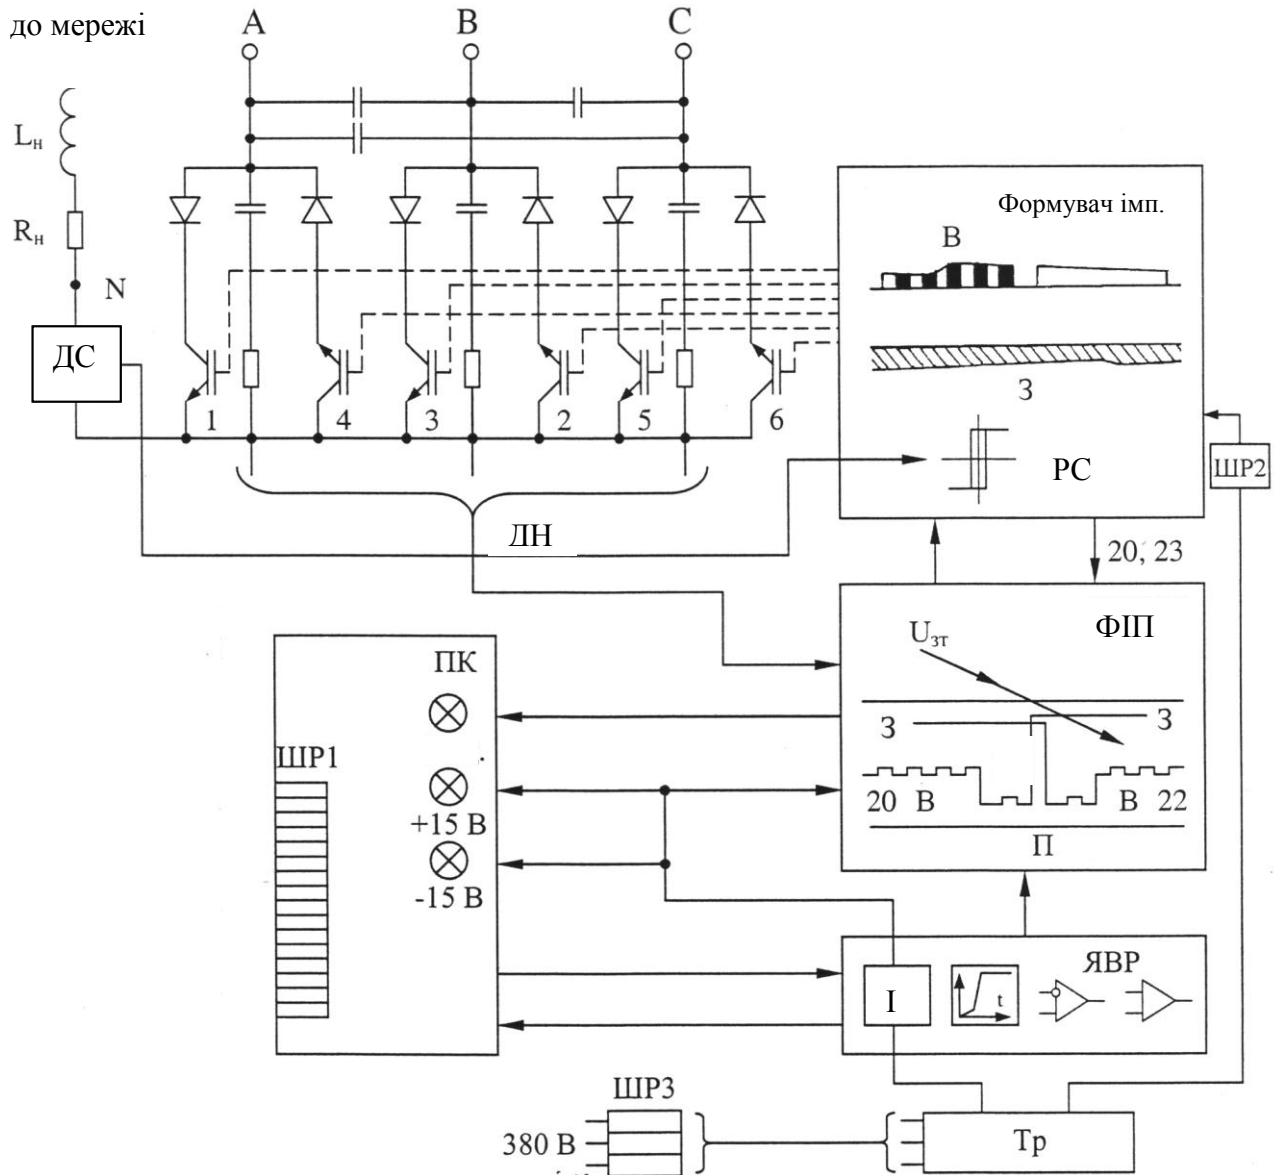 до мережі
A B C
Lн
Rн
N
ДС
1 4 3 2 5 6
Формувач імп.
В
З
РС
ШР2
ДН
20, 23
ФІП
Uзт
З З
20 В В 22
П
ПК
ШР1
+15 В
-15 В
ЯВР
I
t
ШР3
380 В
Тр